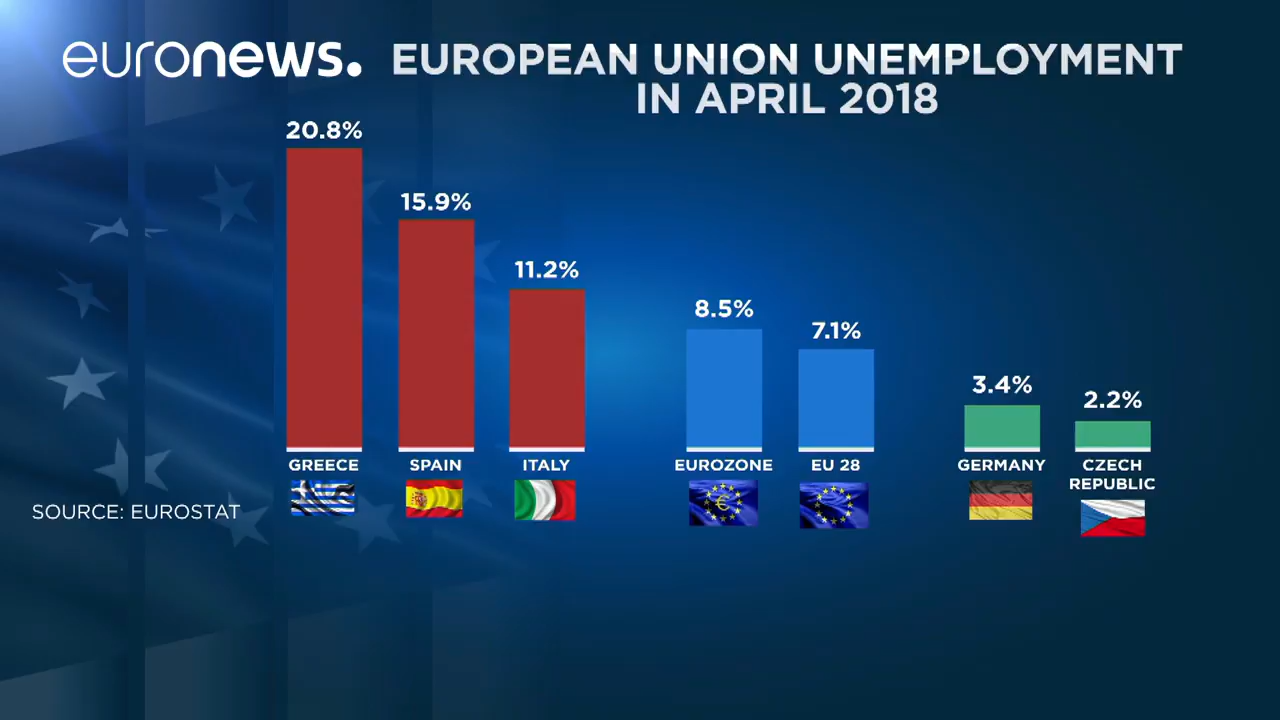 euronews.
EUROPEAN UNION UNEMPLOYMENT
IN APRIL 2018
20.8%
15.9%
11.2%
8.5%
7.1%
3.4%
2.2%
GREECE
SPAIN
ITALY
EUROZONE
EU 28
GERMANY
CZECH
REPUBLIC
€
SOURCE: EUROSTAT